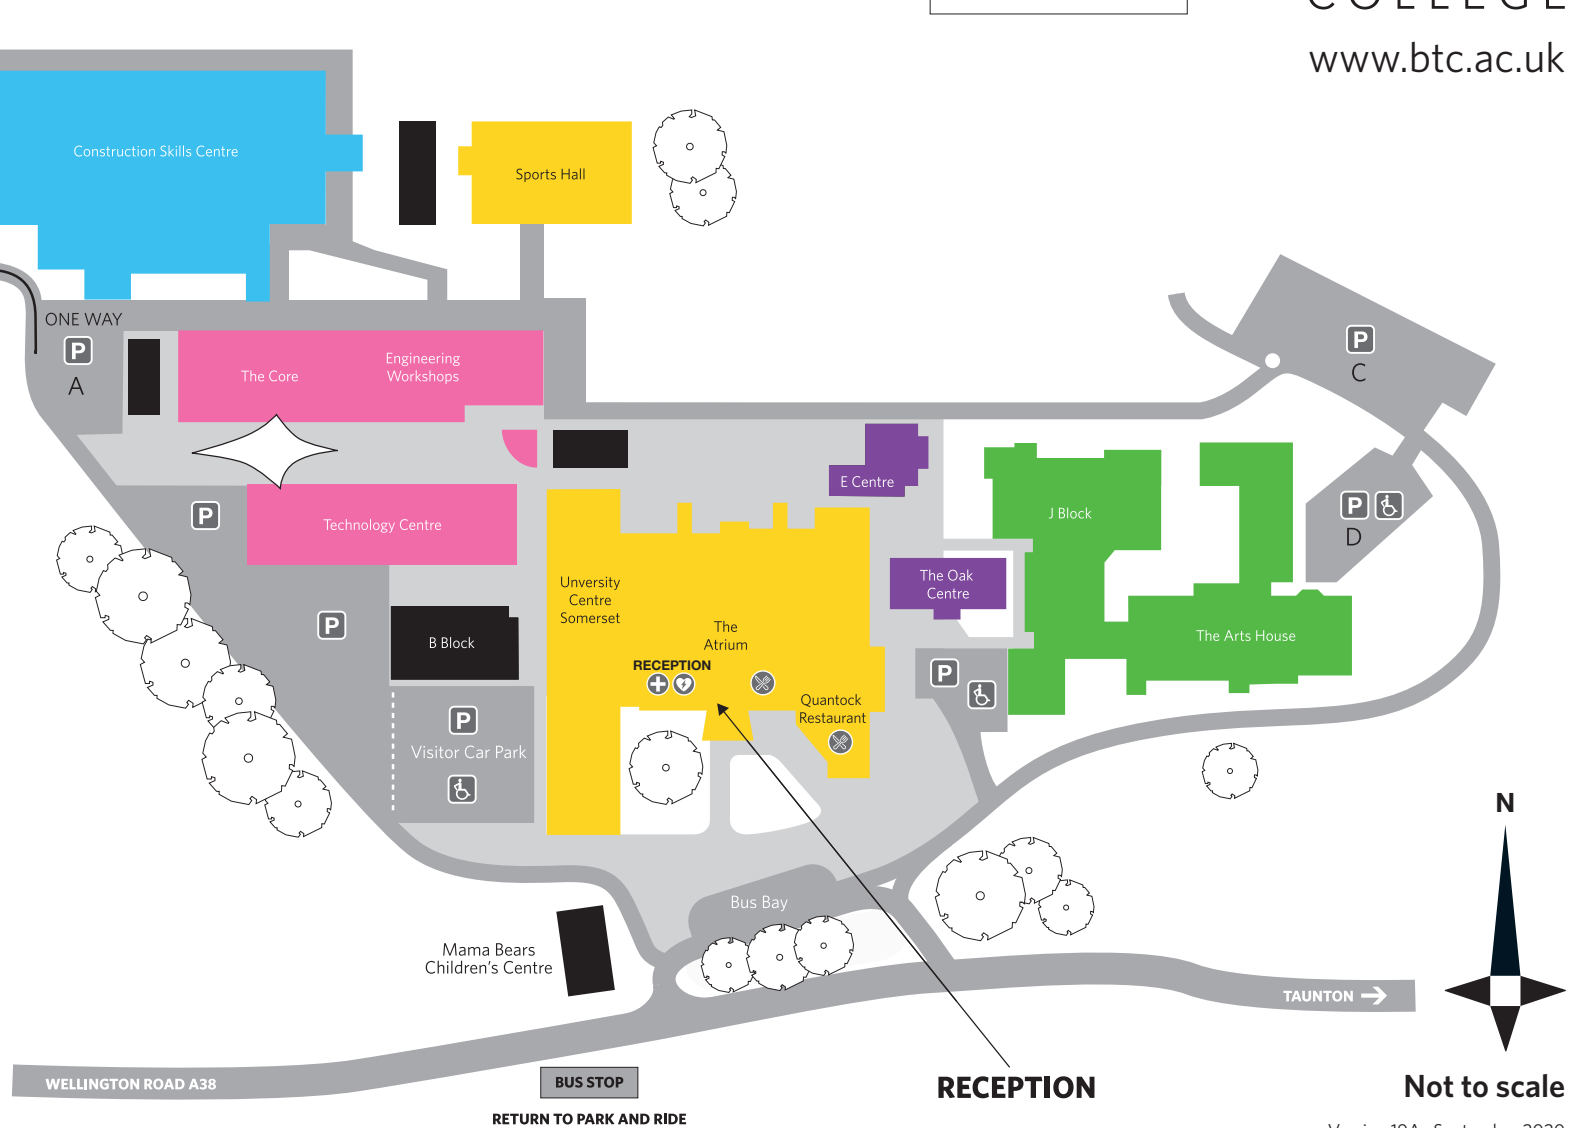 COLLEGE
www.btc.ac.uk
Construction Skills Centre
Sports Hall
ONE WAY
P
A
The Core
Engineering
Workshops
P
C
E Centre
P
Technology Centre
J Block
P
D
Unversity
Centre
Somerset
The Oak
Centre
P
B Block
The
Atrium
The Arts House
RECEPTION
P
Quantock
Restaurant
P
Visitor Car Park
N
Bus Bay
Mama Bears
Children's Centre
TAUNTON
WELLINGTON ROAD A38
BUS STOP
RETURN TO PARK AND RIDE
RECEPTION
Not to scale